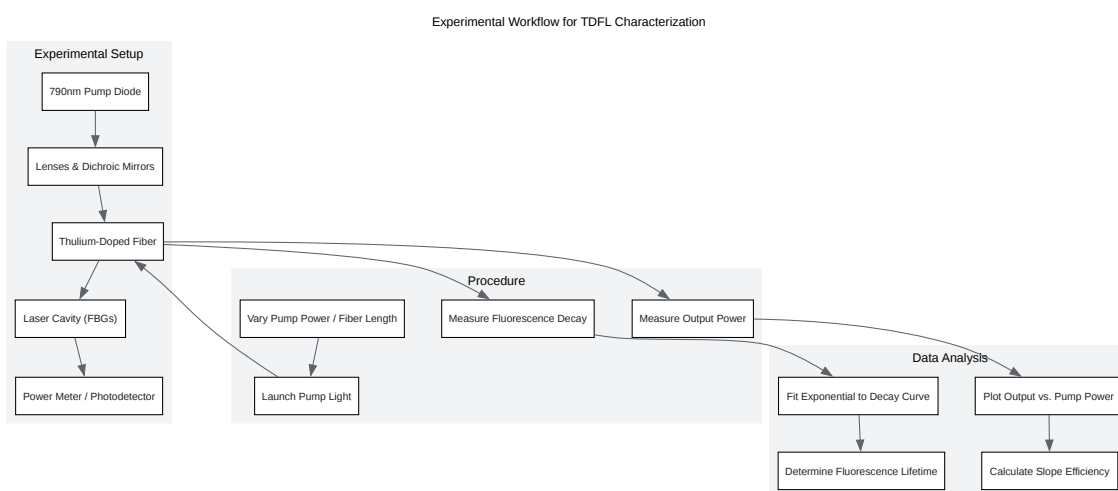 Experimental Workflow for TDFL Characterization
Experimental Setup
790nm Pump Diode
Lenses & Dichroic Mirrors
Thulium-Doped Fiber
Laser Cavity (FBGs)
Power Meter / Photodetector
Procedure
Vary Pump Power / Fiber Length
Measure Fluorescence Decay
Measure Output Power
Launch Pump Light
Data Analysis
Fit Exponential to Decay Curve
Plot Output vs. Pump Power
Determine Fluorescence Lifetime
Calculate Slope Efficiency